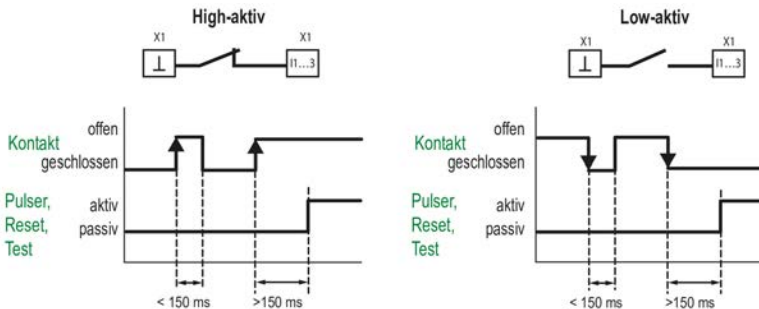 High-aktiv
X1
X1
⊥
I1...3
Kontakt
offen
geschlossen
Pulser,
Reset,
Test
aktiv
passiv
< 150 ms
>150 ms
Low-aktiv
X1
X1
⊥
I1...3
Kontakt
offen
geschlossen
Pulser,
Reset,
Test
aktiv
passiv
< 150 ms
>150 ms